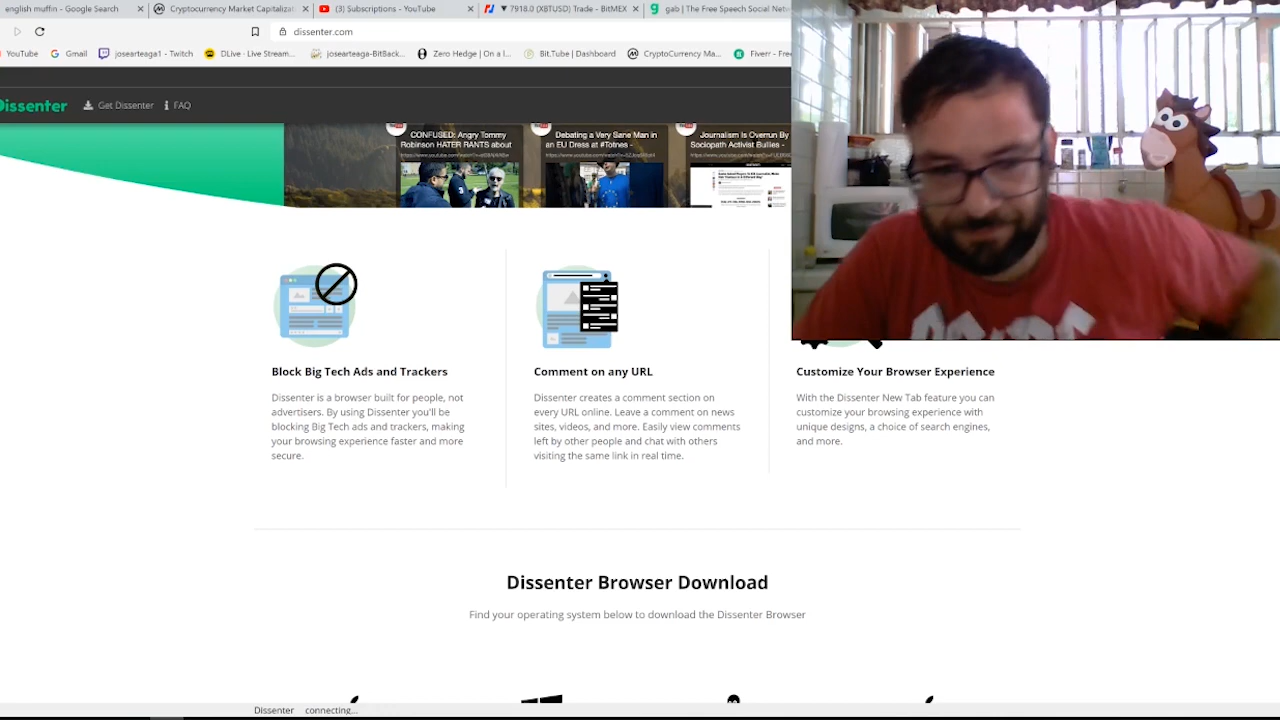 english muffin - Google Search
Cryptocurrency Market Capitalizat
(3) Subscriptions - YouTube
▼ 7918.0 (XBTUSD) Trade - BitMEX
gab | The Free Speech Social Net
dissenter.com
YouTube
Gmail
josearteaga1 - Twitch
DLive · Live Stream...
josearteaga-BitBack...
Zero Hedge | On a l...
Bit.Tube | Dashboard
CryptoCurrency Ma...
Fiverr - Free
Dissenter
Get Dissenter
FAQ
CONFUSED: Angry Tommy
Robinson HATER RANTS about
Debating a Very Sane Man in
an EU Dress at #Totnes -
Journalism Is Overrun By
Sociopath Activist Bullies -
Block Big Tech Ads and Trackers
Dissenter is a browser built for people, not
advertisers. By using Dissenter you'll be
blocking Big Tech ads and trackers, making
your browsing experience faster and more
secure.
Comment on any URL
Dissenter creates a comment section on
every URL online. Leave a comment on news
sites, videos, and more. Easily view comments
left by other people and chat with others
visiting the same link in real time.
Customize Your Browser Experience
With the Dissenter New Tab feature you can
customize your browsing experience with
unique designs, a choice of search engines,
and more.
Dissenter Browser Download
Find your operating system below to download the Dissenter Browser
Dissenter connecting...